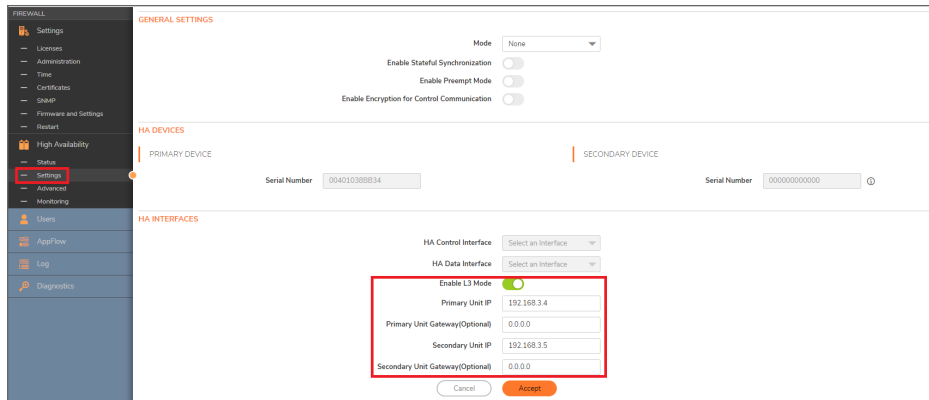 FIREWALL
Settings
Licenses
Administration
Time
Certificates
SNMP
Firmware and Settings
Restart
High Availability
Status
Settings
Advanced
Monitoring
Users
AppFlow
Log
Diagnostics
GENERAL SETTINGS
Mode None
Enable Stateful Synchronization
Enable Preempt Mode
Enable Encryption for Control Communication
HA DEVICES
PRIMARY DEVICE
Serial Number 00401038BB34
SECONDARY DEVICE
Serial Number 000000000000
HA INTERFACES
HA Control Interface Select an Interface
HA Data Interface Select an Interface
Enable L3 Mode
Primary Unit IP 192.168.3.4
Primary Unit Gateway(Optional) 0.0.0.0
Secondary Unit IP 192.168.3.5
Secondary Unit Gateway(Optional) 0.0.0.0
Cancel Accept